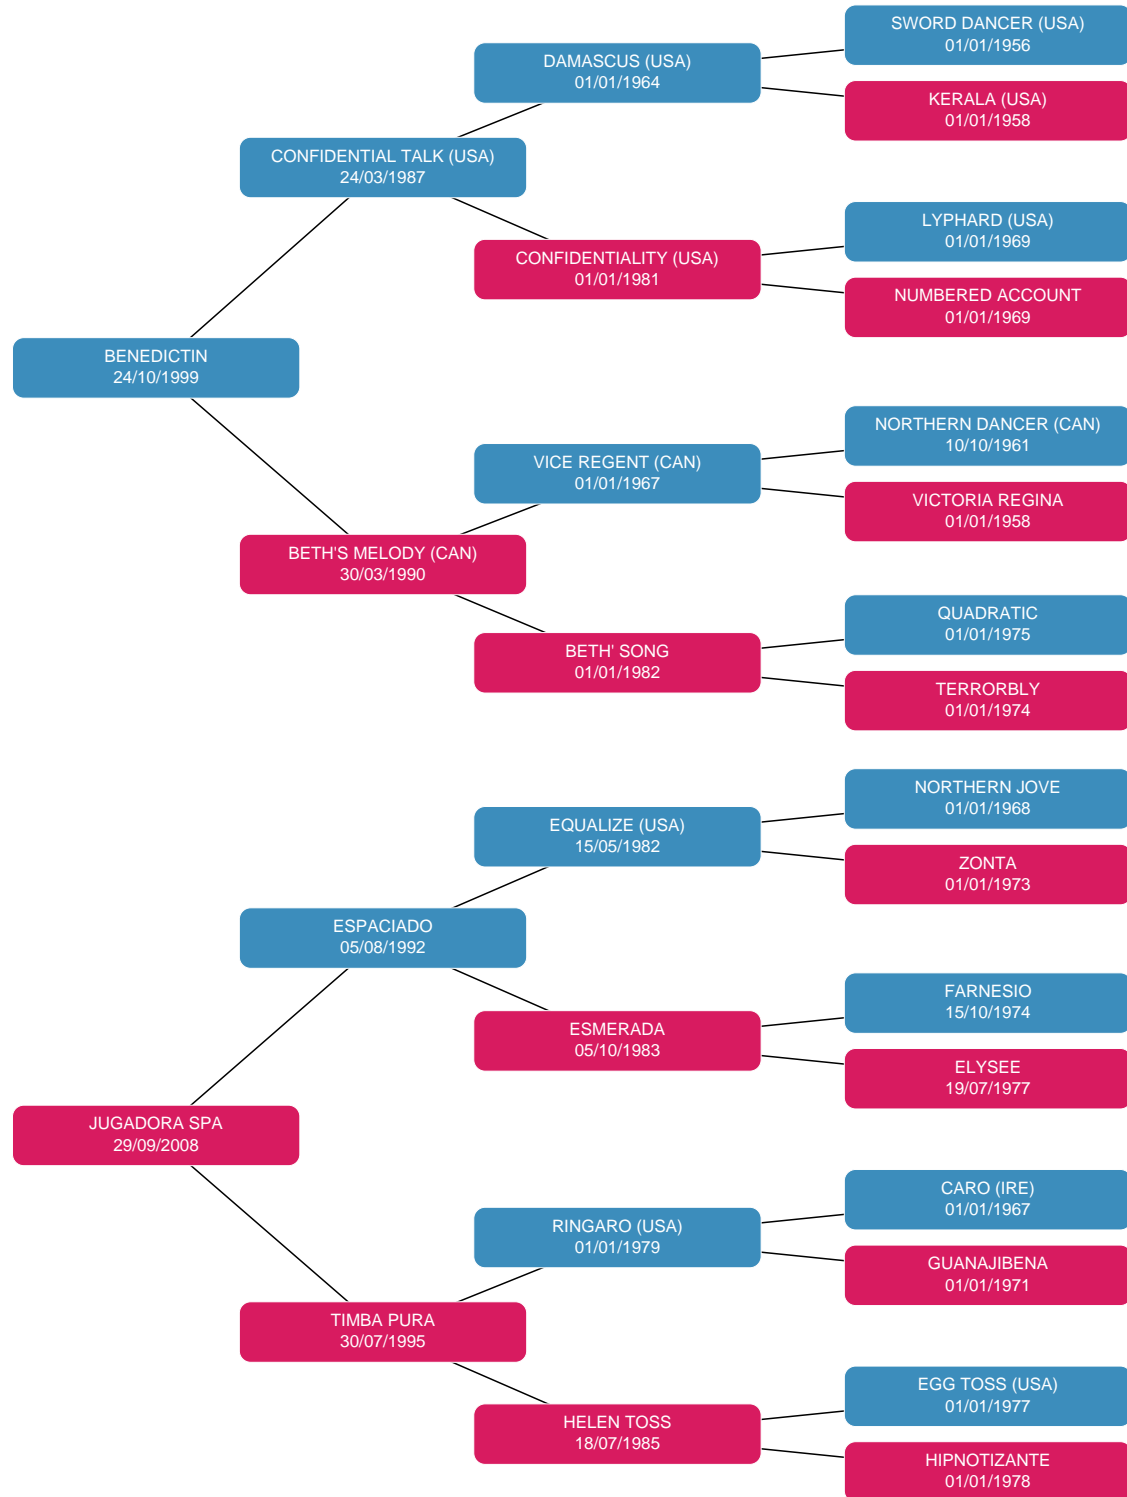 SWORD DANCER (USA)
01/01/1956
DAMASCUS (USA)
01/01/1964
KERALA (USA)
01/01/1958
CONFIDENTIAL TALK (USA)
24/03/1987
LYPHARD (USA)
01/01/1969
CONFIDENTIALITY (USA)
01/01/1981
NUMBERED ACCOUNT
01/01/1969
BENEDICTIN
24/10/1999
NORTHERN DANCER (CAN)
10/10/1961
VICE REGENT (CAN)
01/01/1967
VICTORIA REGINA
01/01/1958
BETH'S MELODY (CAN)
30/03/1990
QUADRATIC
01/01/1975
BETH' SONG
01/01/1982
TERRORBLY
01/01/1974
NORTHERN JOVE
01/01/1968
EQUALIZE (USA)
15/05/1982
ZONTA
01/01/1973
ESPACIADO
05/08/1992
FARNESIO
15/10/1974
ESMERADA
05/10/1983
ELYSEE
19/07/1977
JUGADORA SPA
29/09/2008
CARO (IRE)
01/01/1967
RINGARO (USA)
01/01/1979
GUANAJIBENA
01/01/1971
TIMBA PURA
30/07/1995
EGG TOSS (USA)
01/01/1977
HELEN TOSS
18/07/1985
HIPNOTIZANTE
01/01/1978